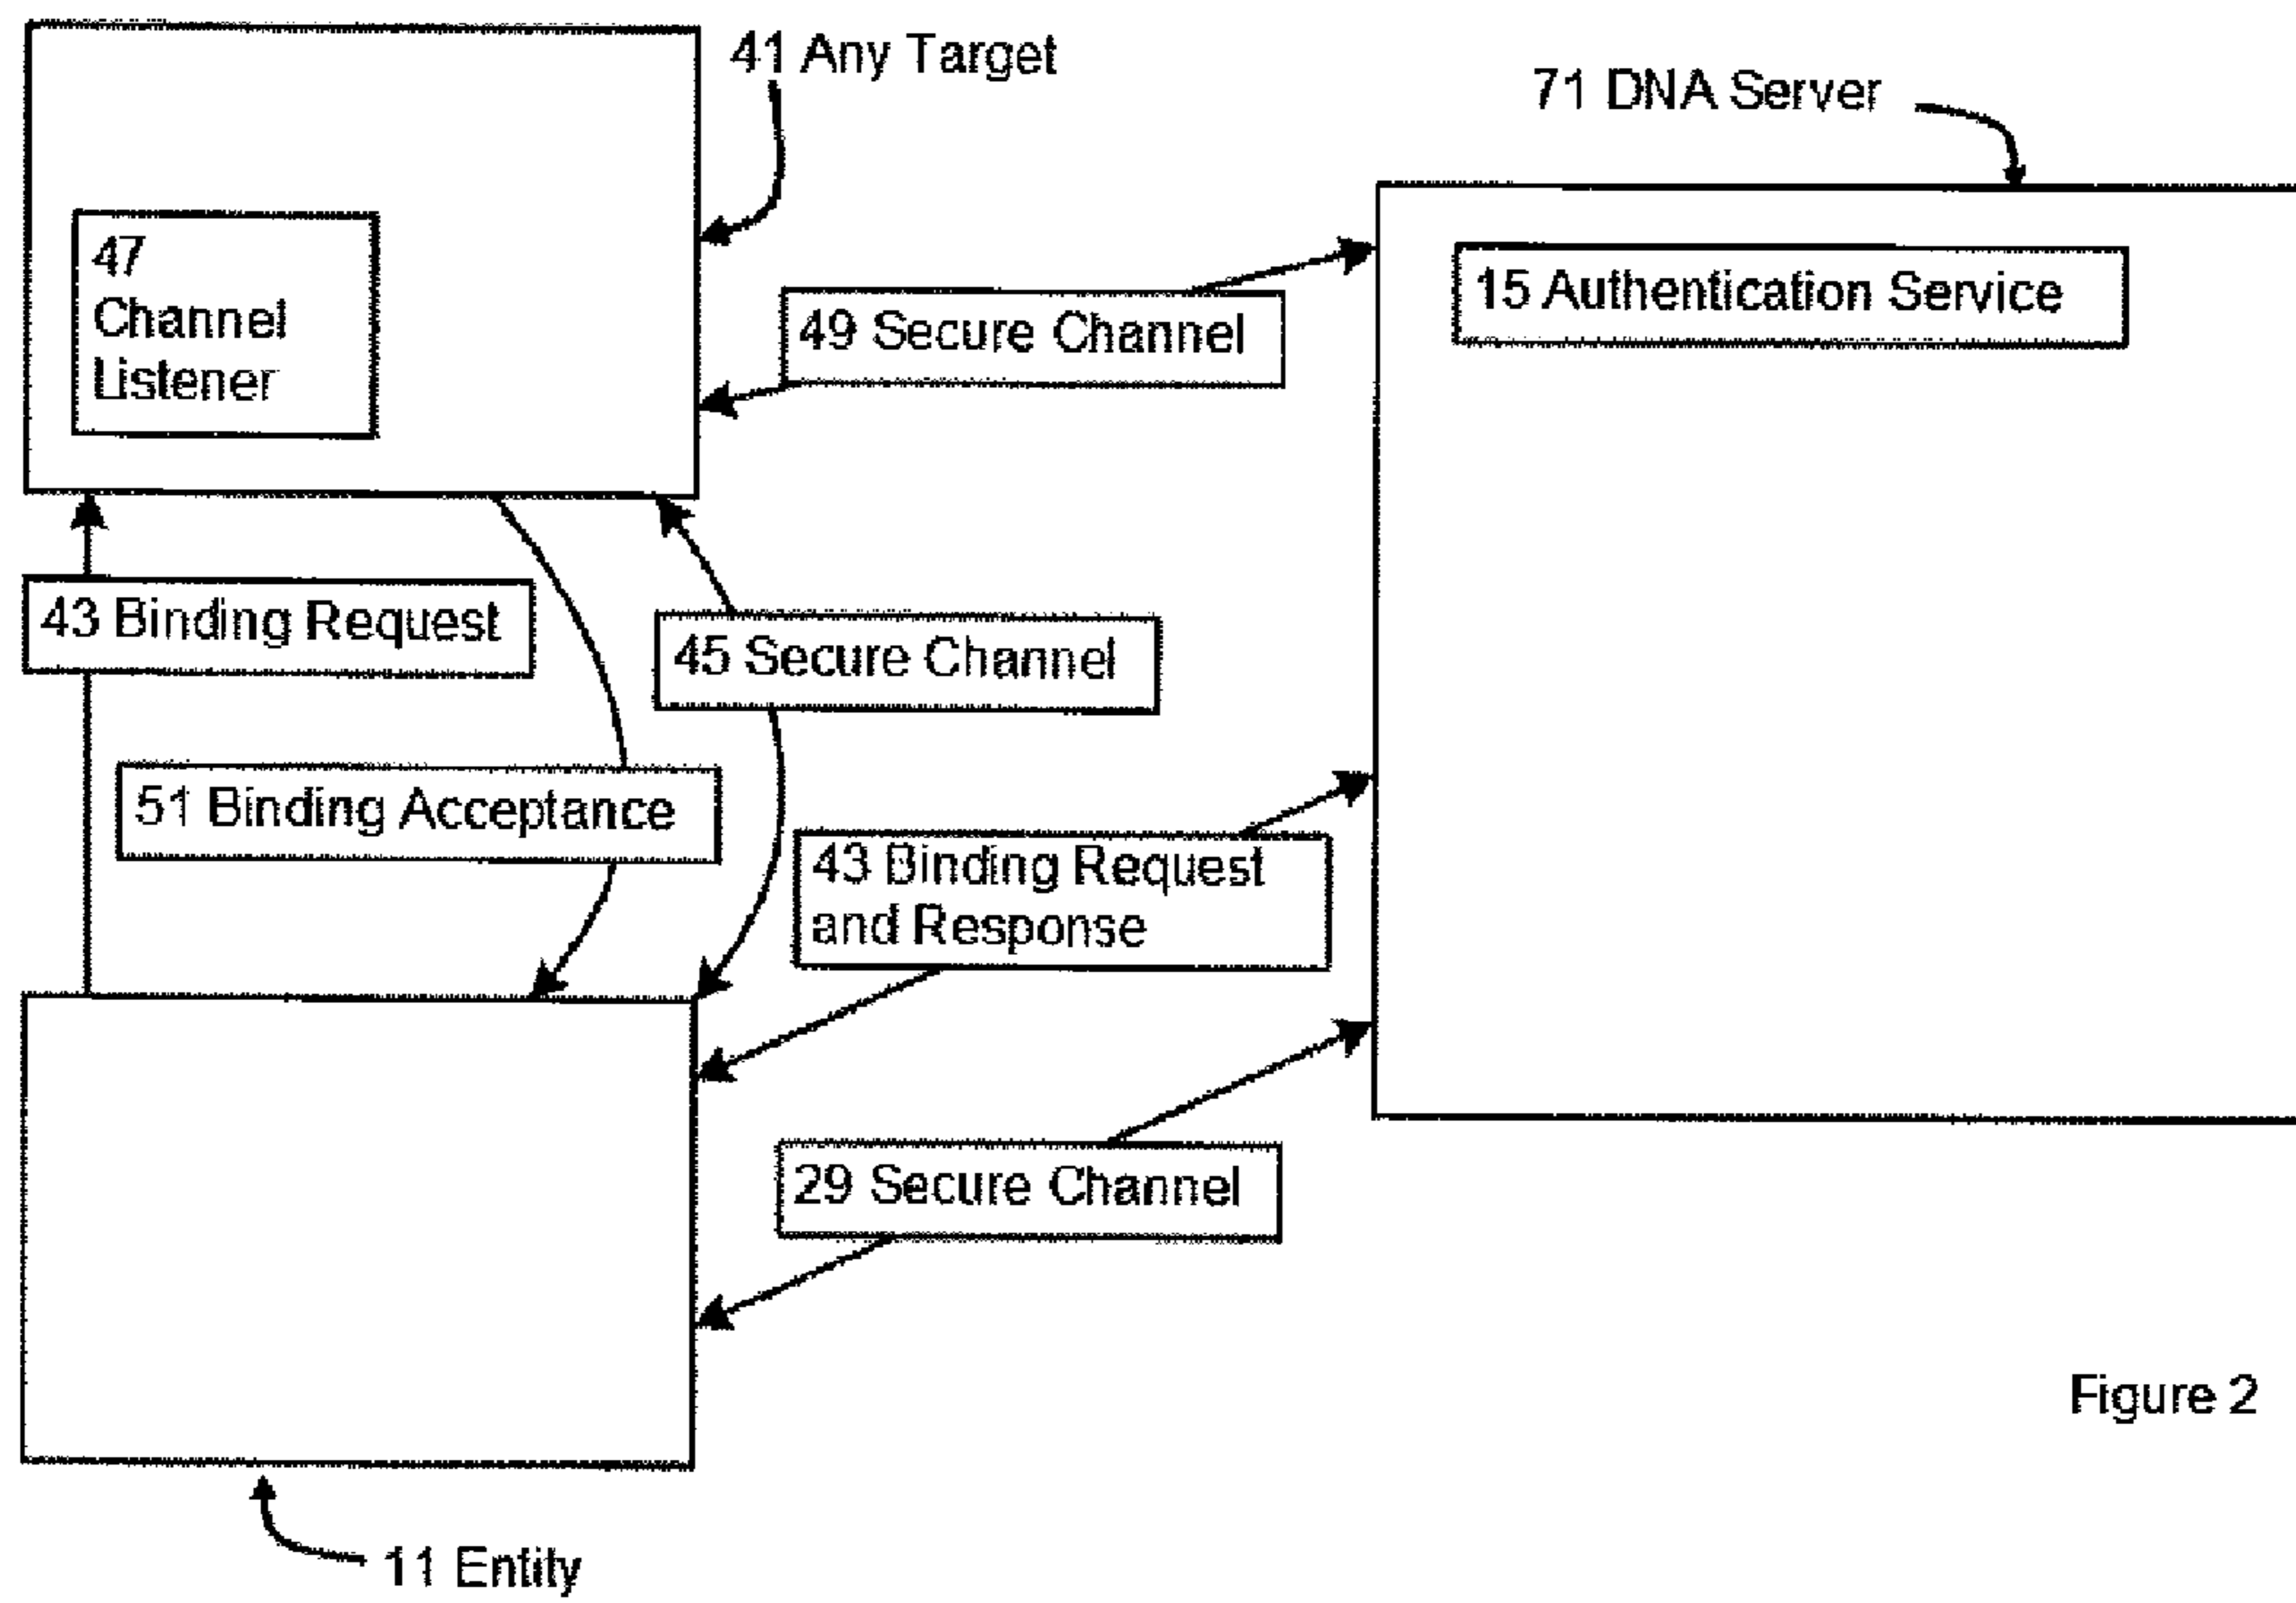 41 Any Target
71 DNA Server
47
Channel
Listener
49 Secure Channel
15 Authentication Service
43 Binding Request
45 Secure Channel
51 Binding Acceptance
43 Binding Request
and Response
29 Secure Channel
Figure 2
11 Entity